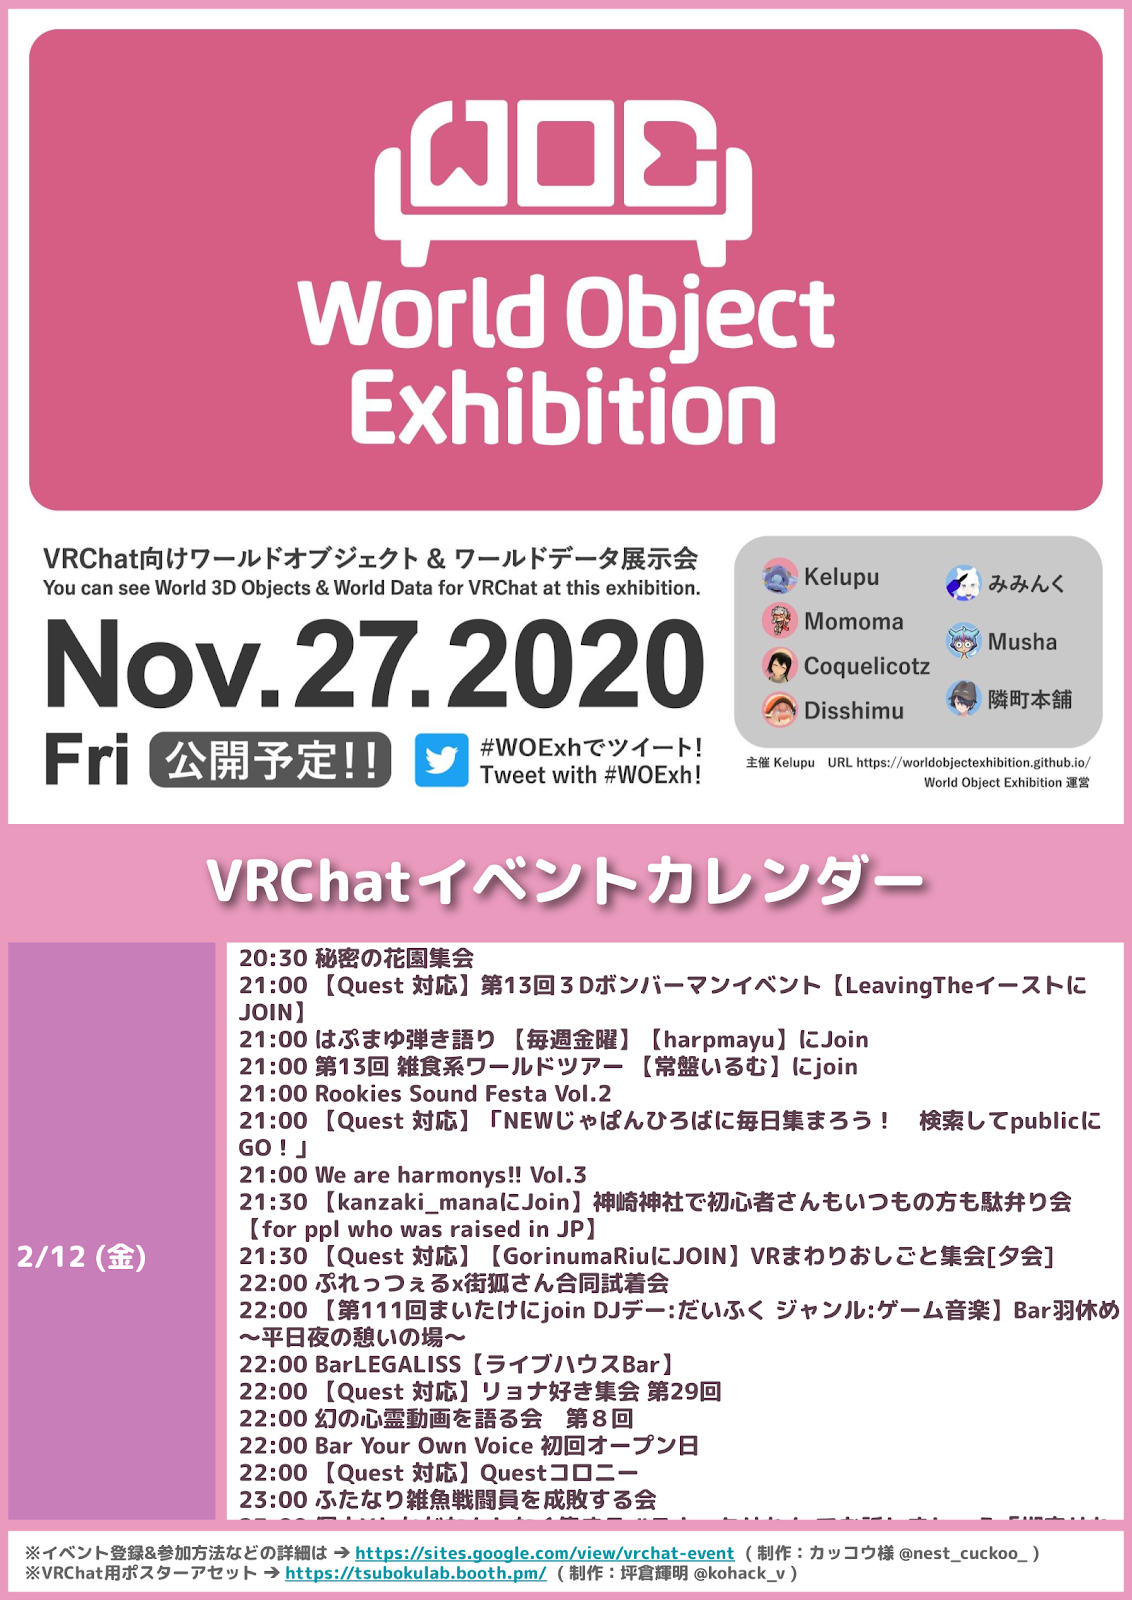 WOE
World Object
Exhibition
VRChat向けワールドオブジェクト & ワールドデータ展示会
You can see World 3D Objects & World Data for VRChat at this exhibition.
Nov.27.2020
Fri 公開予定!!
#WOExhでツイート!
Tweet with #WOExh!
Kelupu
Momoma
Coquelicotz
Disshimu
みみんく
Musha
隣町本舗
主催 Kelupu URL https://worldobjectexhibition.github.io/
World Object Exhibition 運営
VRChatイベントカレンダー
2/12 (金)
20:30 秘密の花園集会
21:00 【Quest 対応】第13回３Dボンバーマンイベント【LeavingTheイーストに
JOIN】
21:00 はぷまゆ弾き語り 【毎週金曜】【harpmayu】にJoin
21:00 第13回 雑食系ワールドツアー 【常盤いるむ】にjoin
21:00 Rookies Sound Festa Vol.2
21:00 【Quest 対応】「NEWじゃぱんひろばに毎日集まろう！　検索してpublicに
GO！」
21:00 We are harmonys!! Vol.3
21:30 【kanzaki_manaにJoin】神崎神社で初心者さんもいつもの方も駄弁り会
【for ppl who was raised in JP】
21:30 【Quest 対応】【GorinumaRiuにJOIN】VRまわりおしごと集会[夕会]
22:00 ぷれっつぇるx街狐さん合同試着会
22:00 【第111回まいたけにjoin DJデー:だいふく ジャンル:ゲーム音楽】Bar羽休め
～平日夜の憩いの場～
22:00 BarLEGALISS【ライブハウスBar】
22:00 【Quest 対応】リョナ好き集会 第29回
22:00 幻の心霊動画を語る会　第８回
22:00 Bar Your Own Voice 初回オープン日
22:00 【Quest 対応】Questコロニー
23:00 ふたなり雑魚戦闘員を成敗する会
※イベント登録&参加方法などの詳細は ➔ https://sites.google.com/view/vrchat-event ( 制作：カッコウ様 @nest_cuckoo_ )
※VRChat用ポスターアセット ➔ https://tsubokulab.booth.pm/ ( 制作：坪倉輝明 @kohack_v )